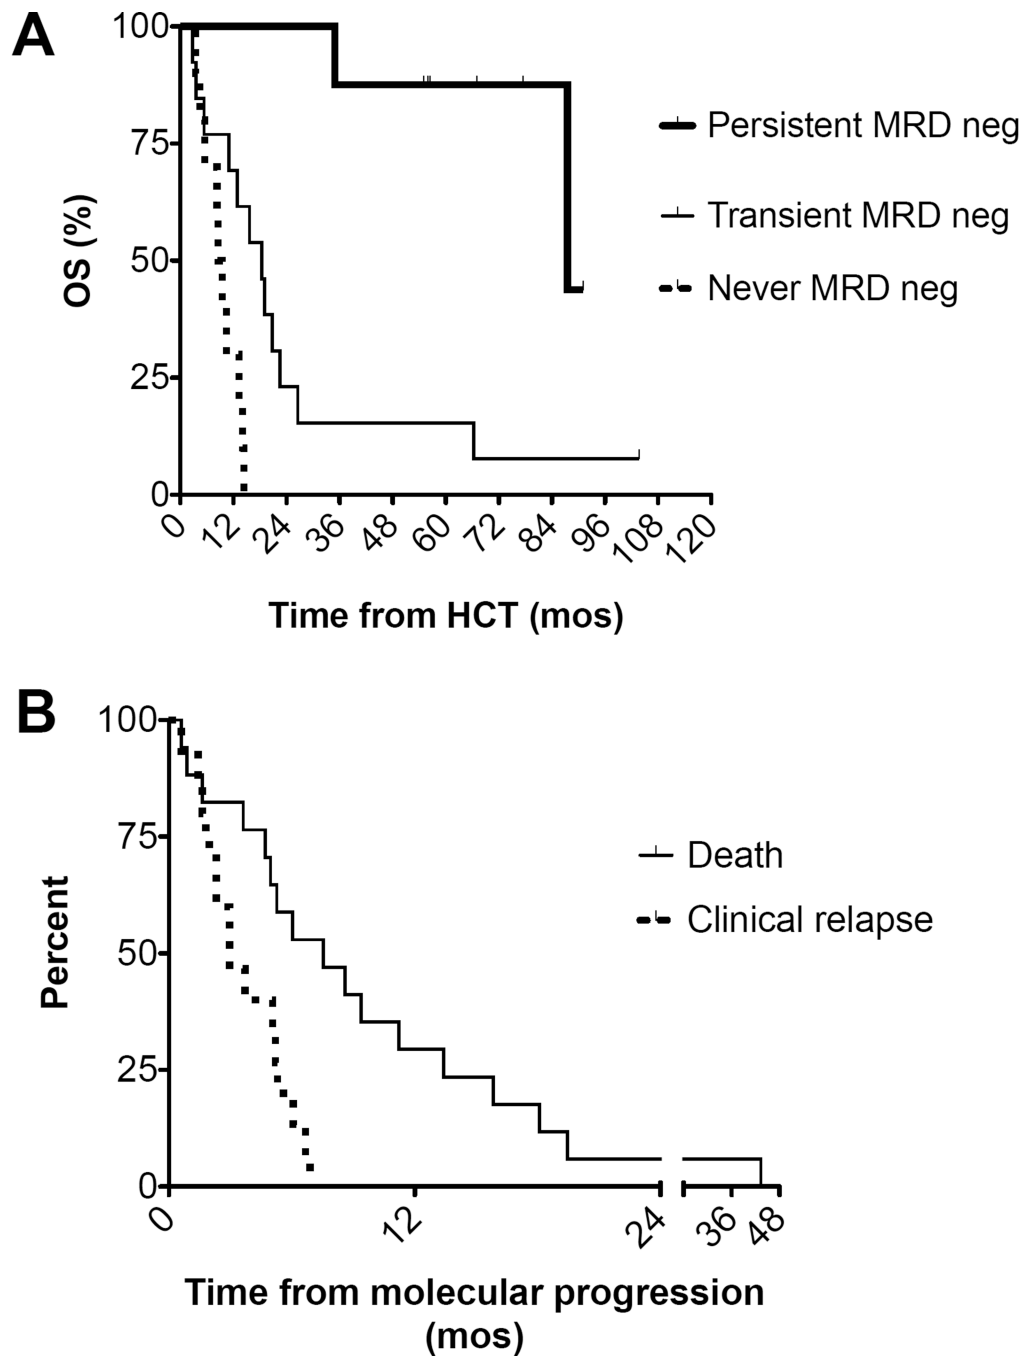 A
100
75
50
25
0
OS (%)
0 12 24 36 48 60 72 84 96 108 120
Time from HCT (mos)
Persistent MRD neg
Transient MRD neg
Never MRD neg
B
100
75
50
25
0
Percent
0 12 24 36 48
Time from molecular progression
(mos)
Death
Clinical relapse